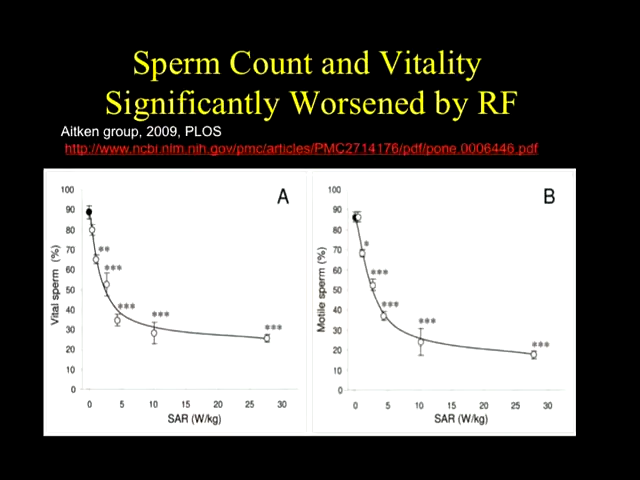 Sperm Count and Vitality
Significantly Worsened by RF
Aitken group, 2009, PLOS
http://www.ncbi.nlm.nih.gov/pmc/articles/PMC2714176/pdf/pone.0006446.pdf
A
100
90
80
70
60
50
40
30
20
10
0
Vital sperm (%)
**
***
***
***
***
0 5 10 15 20 25 30
SAR (W/kg)
B
100
90
80
70
60
50
40
30
20
10
0
Motile sperm (%)
*
***
***
***
***
0 5 10 15 20 25 30
SAR (W/kg)